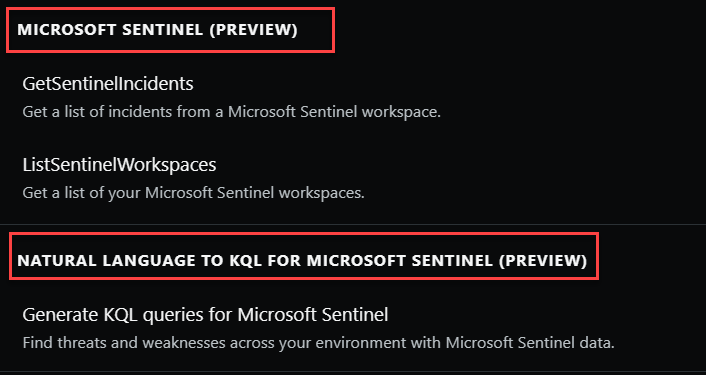 MICROSOFT SENTINEL (PREVIEW)
GetSentinelIncidents
Get a list of incidents from a Microsoft Sentinel workspace.
ListSentinelWorkspaces
Get a list of your Microsoft Sentinel workspaces.
NATURAL LANGUAGE TO KQL FOR MICROSOFT SENTINEL (PREVIEW)
Generate KQL queries for Microsoft Sentinel
Find threats and weaknesses across your environment with Microsoft Sentinel data.